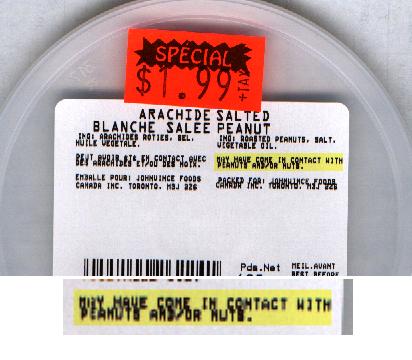 SPÉCIAL
$1.99 +TAX
ARACHIDE SALTED
BLANCHE SALEE PEANUT
ING: ARACHIDES ROTIES, SEL,
HUILE VEGETALE.
ING: ROASTED PEANUTS, SALT,
VEGETABLE OIL.
PEUT AVOIR ETE EN CONTACT AVEC
DES ARACHIDES ET/OU DES NOIX.
MAY HAVE COME IN CONTACT WITH
PEANUTS AND/OR NUTS.
EMBALLE POUR: JOHNVINCE FOODS
CANADA INC. TORONTO. M3J 2Z6
PACKED FOR: JOHNVINCE FOODS
CANADA INC. TORONTO. M3J 2Z6
Pds.Net
MEIL.AVANT
BEST BEFORE
MAY HAVE COME IN CONTACT WITH
PEANUTS AND/OR NUTS.